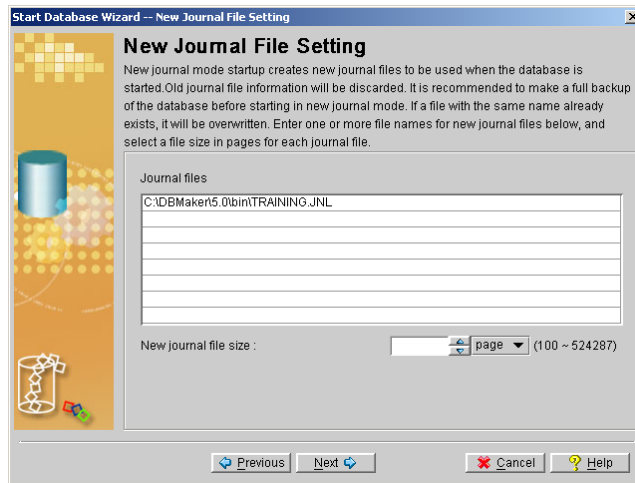 Start Database Wizard -- New Journal File Setting
New Journal File Setting
New journal mode startup creates new journal files to be used when the database is
started.Old journal file information will be discarded. It is recommended to make a full backup
of the database before starting in new journal mode. If a file with the same name already
exists, it will be overwritten. Enter one or more file names for new journal files below, and
select a file size in pages for each journal file.
Journal files
C:\DBMaker\5.0\bin\TRAINING.JNL
New journal file size : page (100 ~ 524287)
Previous Next Cancel Help